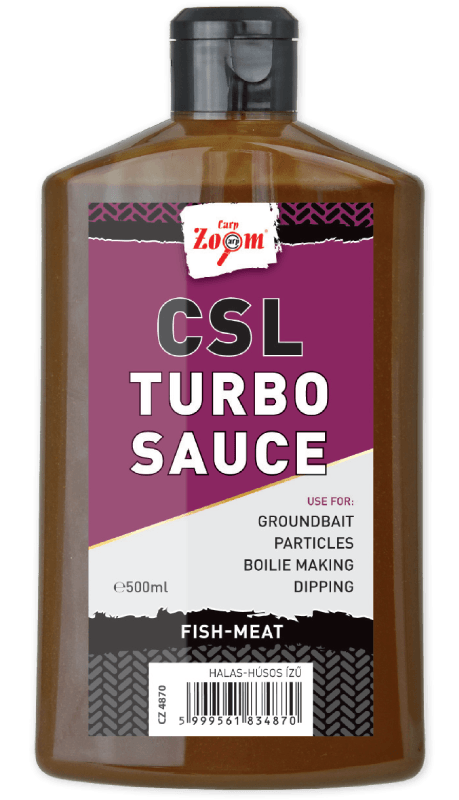 Carp
Zoom®
Carp
CSL
TURBO
SAUCE
USE FOR:
GROUNDBAIT
PARTICLES
BOILIE MAKING
DIPPING
℮500ml
FISH-MEAT
HALAS-HÚSOS ÍZŰ
CZ 4870
5 999561 834870